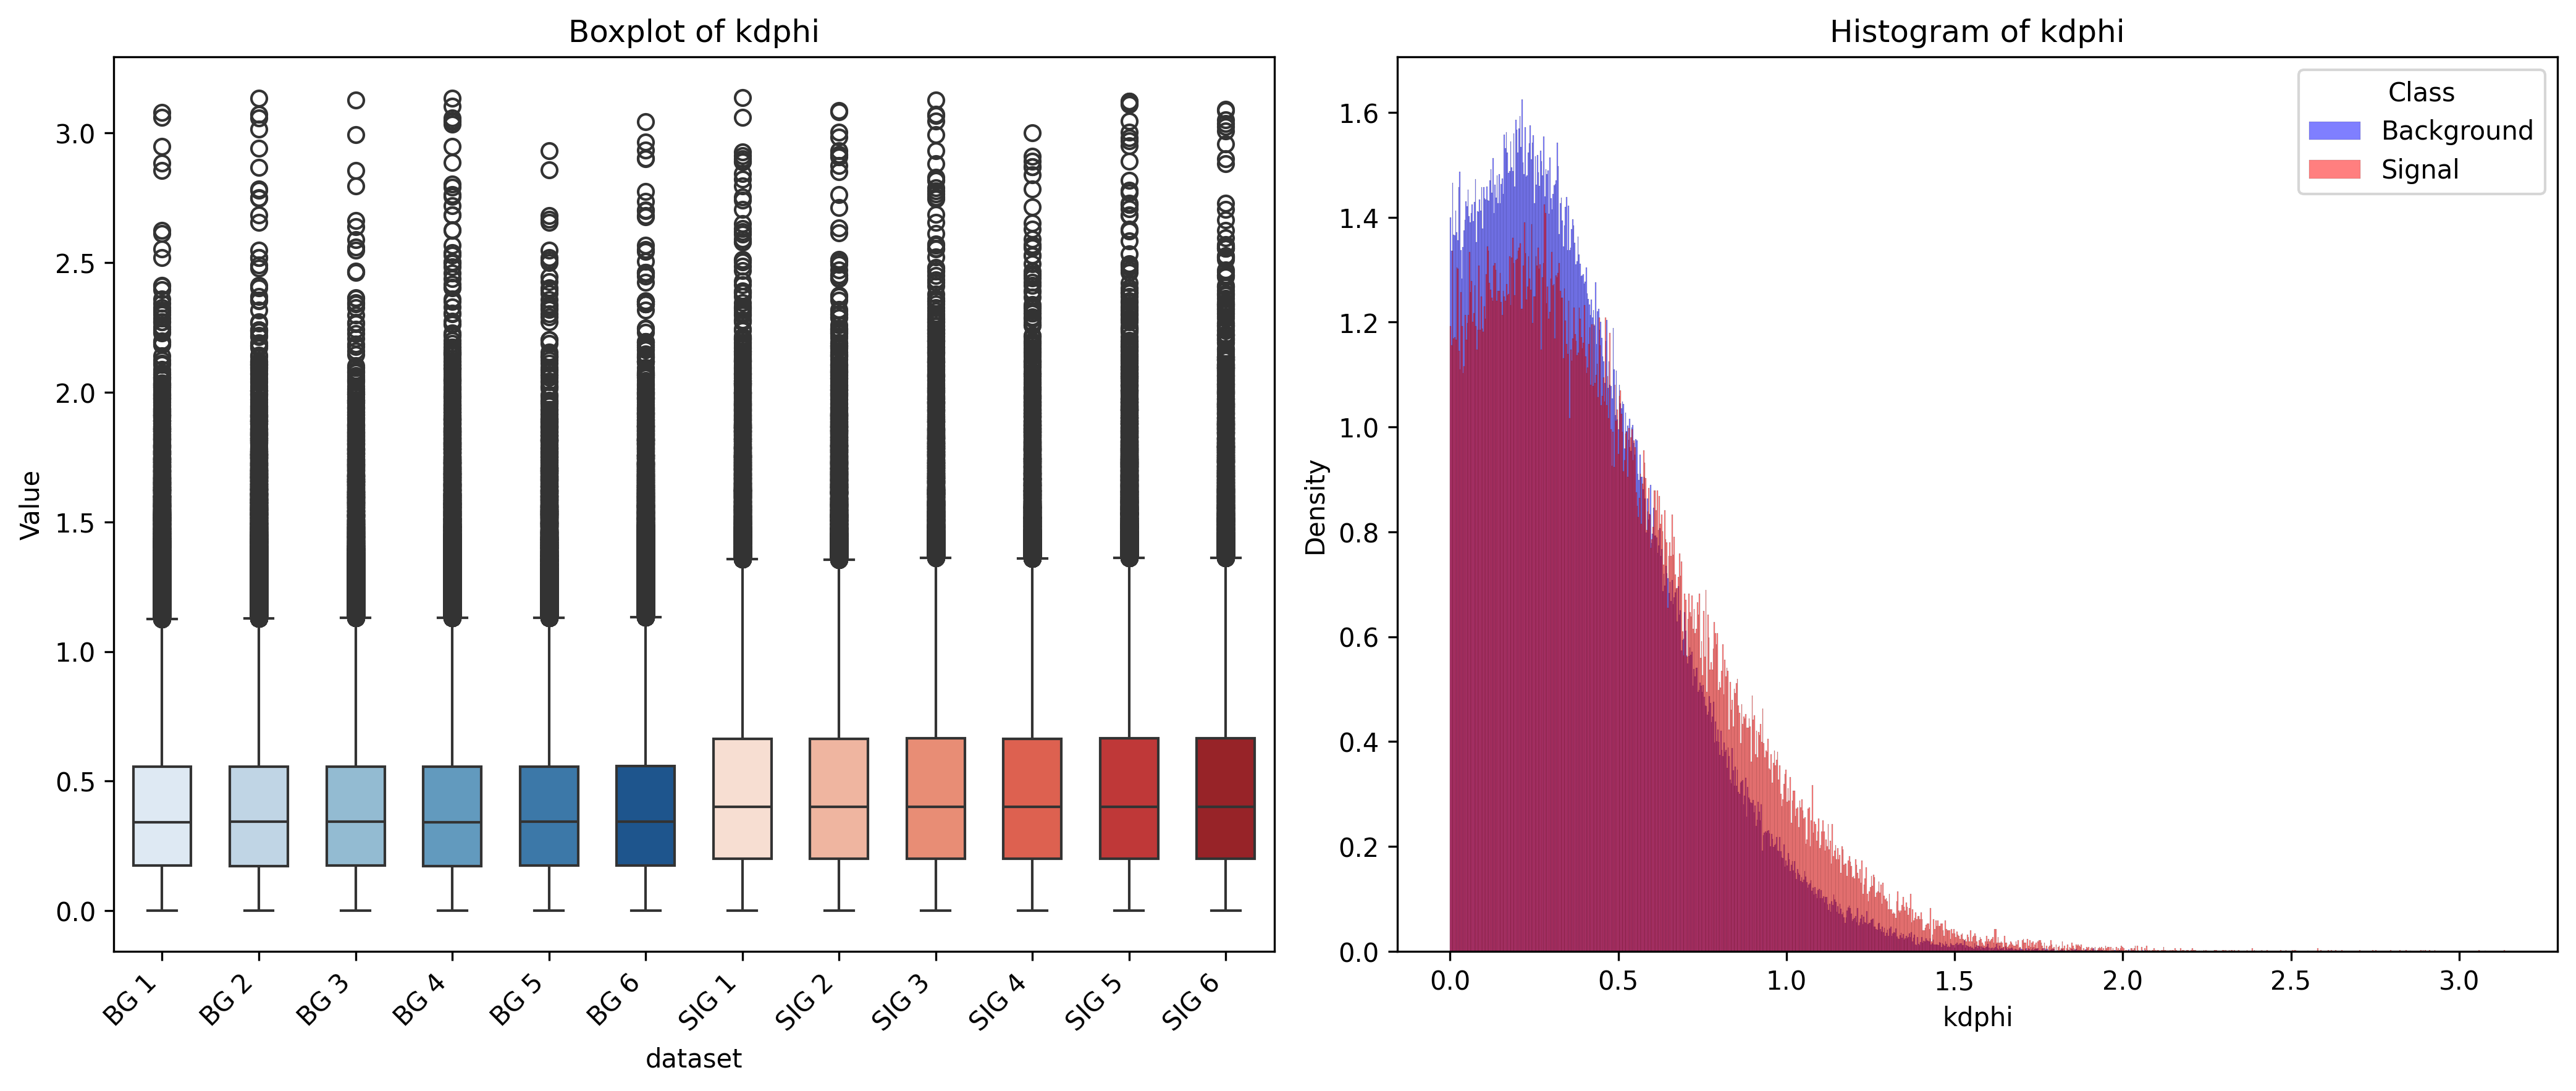 Boxplot of kdphi
Value
3.0
2.5
2.0
1.5
1.0
0.5
0.0
BG 1
BG 2
BG 3
BG 4
BG 5
BG 6
SIG 1
SIG 2
SIG 3
SIG 4
SIG 5
SIG 6
dataset
Histogram of kdphi
Class
Background
Signal
Density
1.6
1.4
1.2
1.0
0.8
0.6
0.4
0.2
0.0
0.0 0.5 1.0 1.5 2.0 2.5 3.0
kdphi